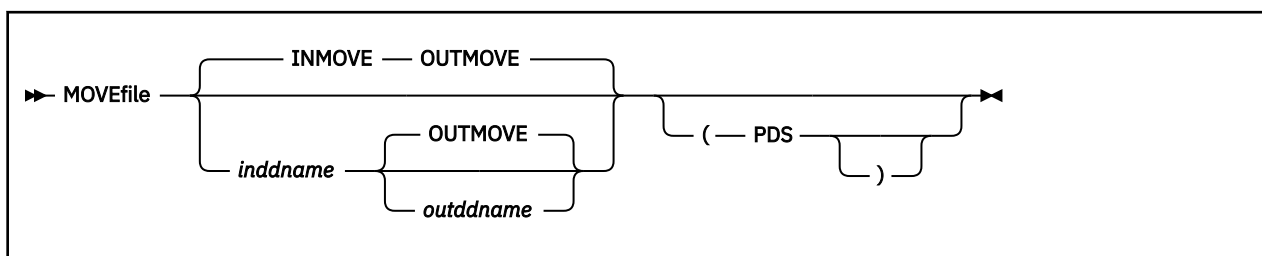 INMOVE OUTMOVE
MOVEfile
OUTMOVE
( PDS
inddname
)
outddname